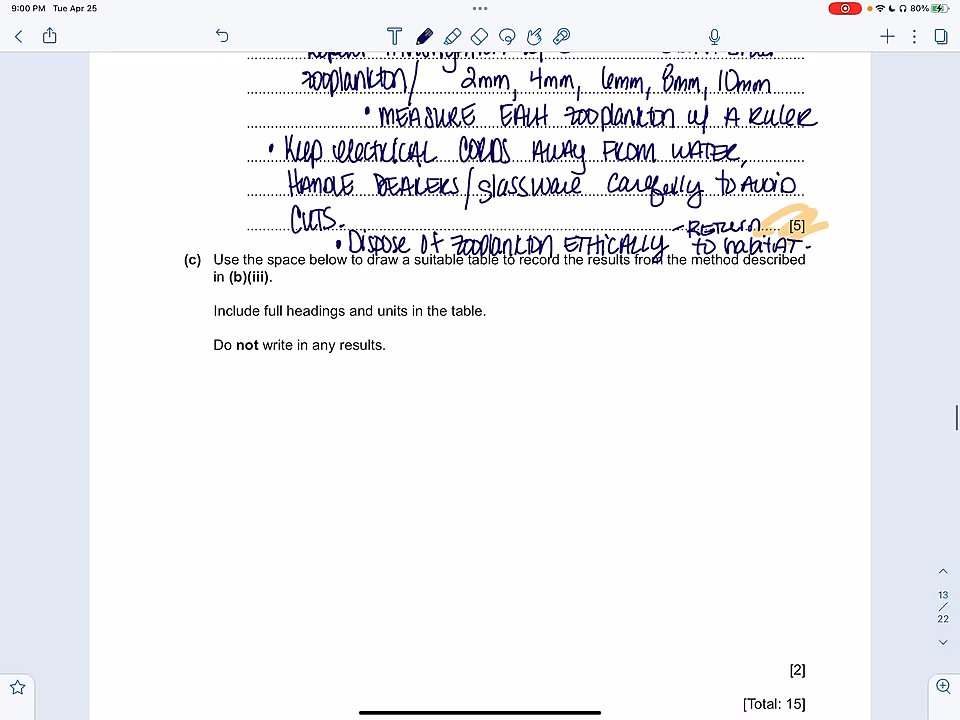 9:00 PM Tue Apr 25
80%
zooplankton/ 2mm, 4mm, 6mm, 8mm, 10mm
• MEASURE EACH zooplankton w/ A RULER
• Keep electrical CORDS AWAY FROM WATER,
HANDLE BEAKERS/glassware carefully to AVOID
CUTS. [5]
• Dispose of zooplankton ETHICALLY - RETURN to habitat.
(c) Use the space below to draw a suitable table to record the results from the method described
in (b)(iii).
Include full headings and units in the table.
Do not write in any results.
13
/
22
[2]
[Total: 15]